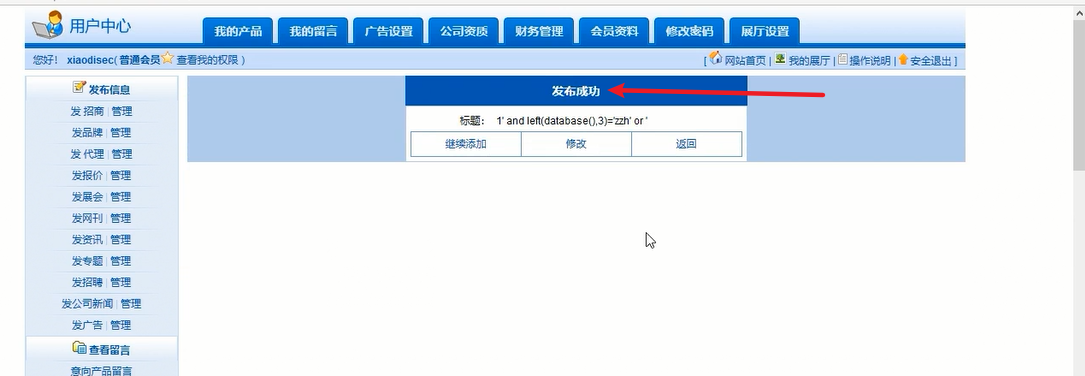 用户中心
我的产品 我的留言 广告设置 公司资质 财务管理 会员资料 修改密码 展厅设置
您好！ xiaodisec( 普通会员 查看我的权限 )
[ 网站首页 | 我的展厅 | 操作说明 | 安全退出 ]
发布信息
发 招商 | 管理
发品牌 | 管理
发 代理 | 管理
发报价 | 管理
发展会 | 管理
发网刊 | 管理
发资讯 | 管理
发专题 | 管理
发招聘 | 管理
发公司新闻 | 管理
发广告 | 管理
查看留言
意向产品留言
发布成功
标题： 1' and left(database(),3)='zzh' or '
继续添加 修改 返回